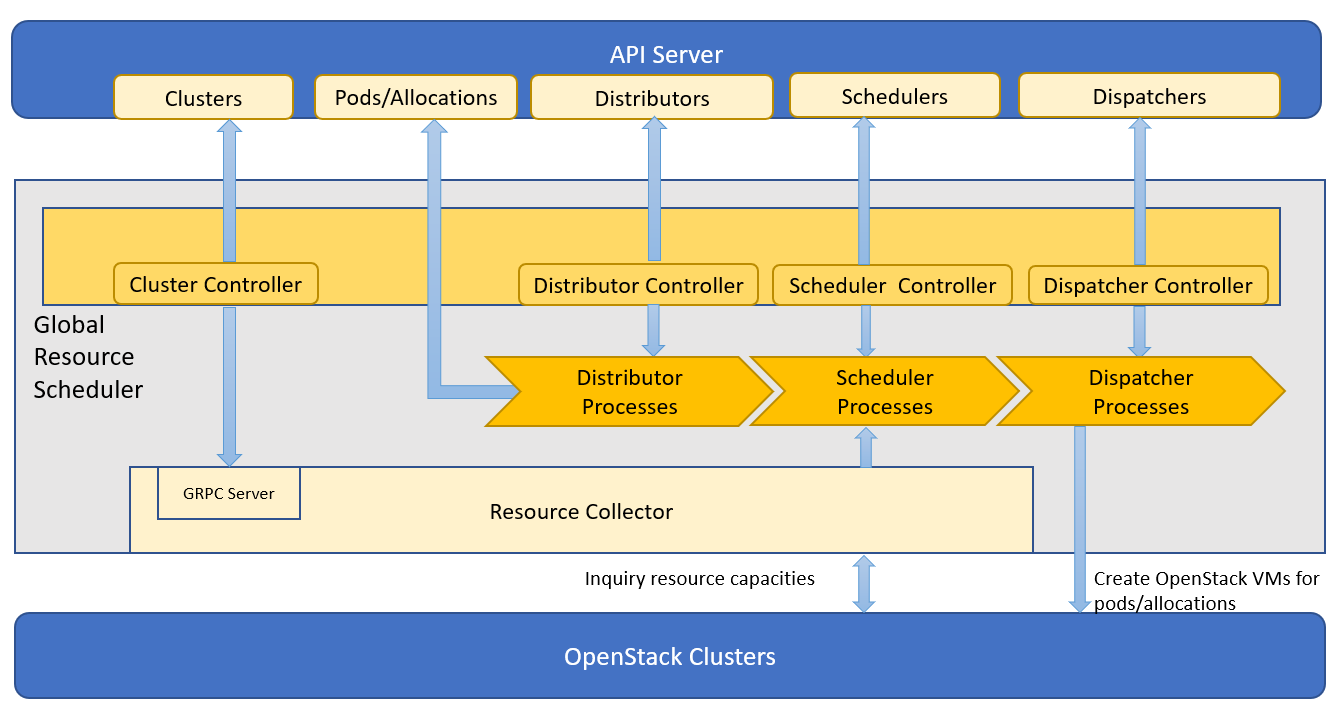 API Server
Clusters
Pods/Allocations
Distributors
Schedulers
Dispatchers
Cluster Controller
Distributor Controller
Scheduler  Controller
Dispatcher Controller
Global
Resource
Scheduler
Distributor
Processes
Scheduler
Processes
Dispatcher
Processes
GRPC Server
Resource Collector
Inquiry resource capacities
Create OpenStack VMs for
pods/allocations
OpenStack Clusters